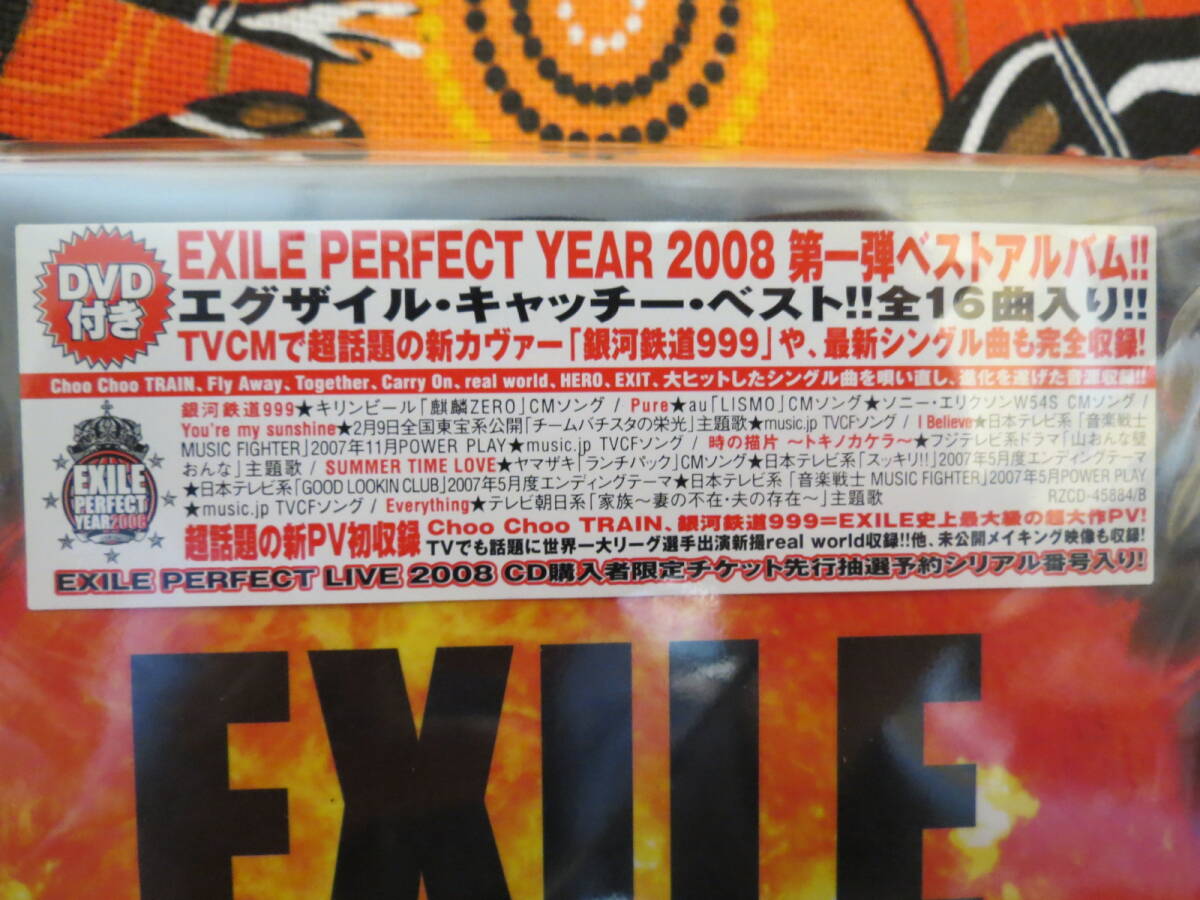 DVD
付き
EXILE PERFECT YEAR 2008 第一弾ベストアルバム!!
エグザイル・キャッチー・ベスト!!全16曲入り!!
TVCMで超話題の新カヴァー「銀河鉄道999」や、最新シングル曲も完全収録!
Choo Choo TRAIN、Fly Away、Together、Carry On、real world、HERO、EXIT、大ヒットしたシングル曲を唄い直し、進化を遂げた音源収録!!
銀河鉄道999★キリンビール「麒麟ZERO」CMソング / Pure★au「LISMO」CMソング★ソニー・エリクソンW54S CMソング /
You're my sunshine★2月9日全国東宝系公開「チームバチスタの栄光」主題歌★music.jp TVCFソング / I Believe★日本テレビ系「音楽戦士
MUSIC FIGHTER」2007年11月POWER PLAY★music.jp TVCFソング / 時の描片 〜トキノカケラ〜★フジテレビ系ドラマ「山おんな壁
おんな」主題歌 / SUMMER TIME LOVE★ヤマザキ「ランチパック」CMソング★日本テレビ系「スッキリ!!」2007年5月度エンディングテーマ
★日本テレビ系「GOOD LOOKIN CLUB」2007年5月度エンディングテーマ★日本テレビ系「音楽戦士 MUSIC FIGHTER」2007年5月POWER PLAY
★music.jp TVCFソング / Everything★テレビ朝日系「家族〜妻の不在・夫の存在〜」主題歌
RZCD-45884/B
EXILE
PERFECT
YEAR2008
超話題の新PV初収録
Choo Choo TRAIN、銀河鉄道999=EXILE史上最大級の超大作PV!
TVでも話題に世界一大リーグ選手出演新撮real world収録!!他、未公開メイキング映像も収録!
EXILE PERFECT LIVE 2008 CD購入者限定チケット先行抽選予約シリアル番号入り!
EXILE